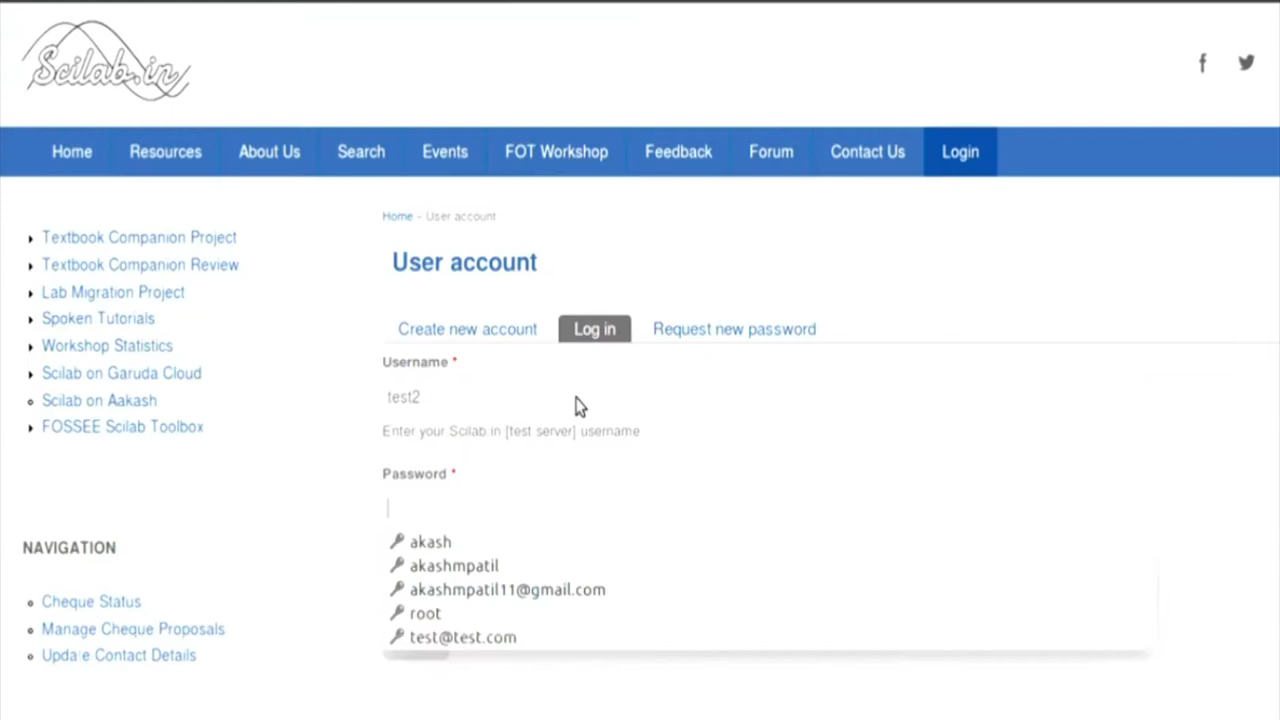 Scilab.in
Home Resources About Us Search Events FOT Workshop Feedback Forum Contact Us Login
Textbook Companion Project
Textbook Companion Review
Lab Migration Project
Spoken Tutorials
Workshop Statistics
Scilab on Garuda Cloud
Scilab on Aakash
FOSSEE Scilab Toolbox
NAVIGATION
Cheque Status
Manage Cheque Proposals
Update Contact Details
Home - User account
User account
Create new account Log in Request new password
Username *
test2
Enter your Scilab.in [test server] username
Password *
akash
akashmpatil
akashmpatil11@gmail.com
root
test@test.com